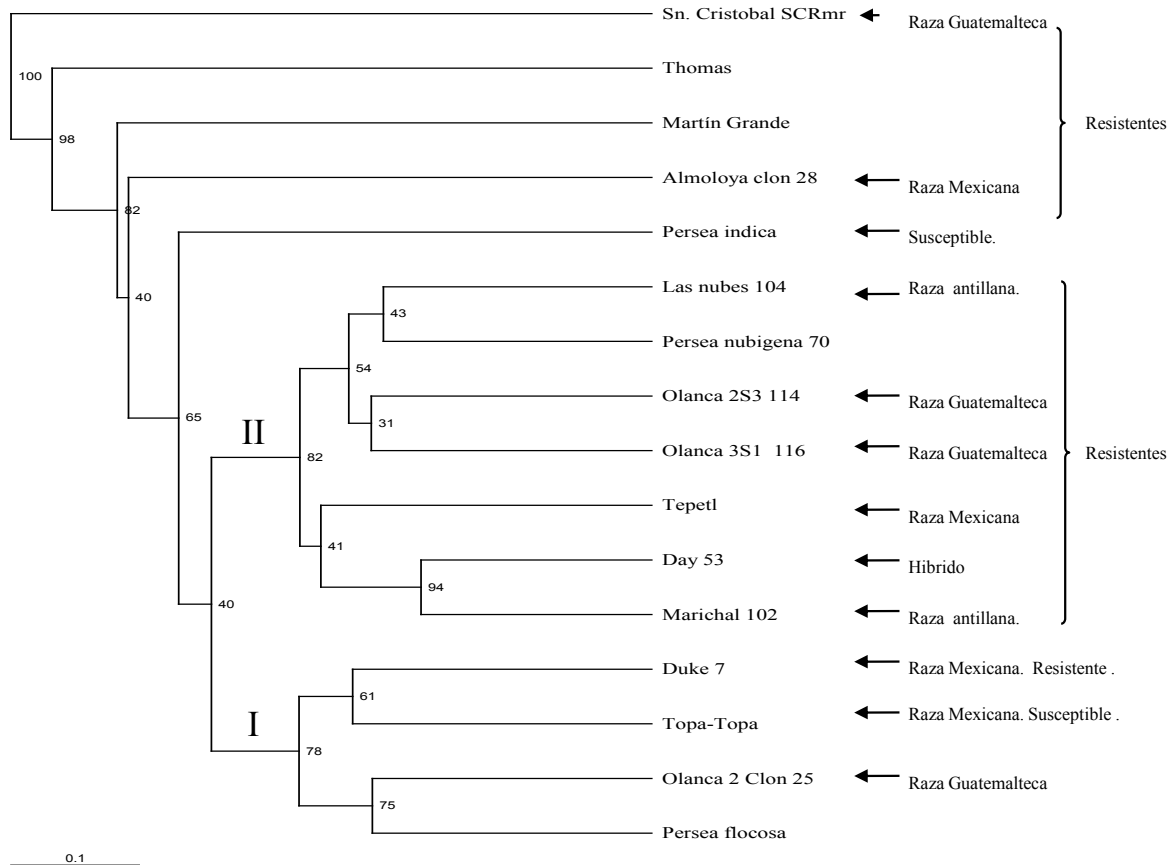 Sn. Cristobal SCRmr
Raza Guatemalteca
100
Thomas
98
Martín Grande
Resistentes
Almoloya clon 28
Raza Mexicana
82
Persea indica
Susceptible.
40
Las nubes 104
Raza antillana.
43
Persea nubigena 70
54
Olanca 2S3 114
Raza Guatemalteca
31
65
II
Olanca 3S1 116
Raza Guatemalteca
Resistentes
82
Tepetl
Raza Mexicana
41
Day 53
Hibrido
94
40
Marichal 102
Raza antillana.
Duke 7
Raza Mexicana. Resistente .
61
I
Topa-Topa
Raza Mexicana. Susceptible .
78
Olanca 2 Clon 25
Raza Guatemalteca
75
Persea flocosa
0.1